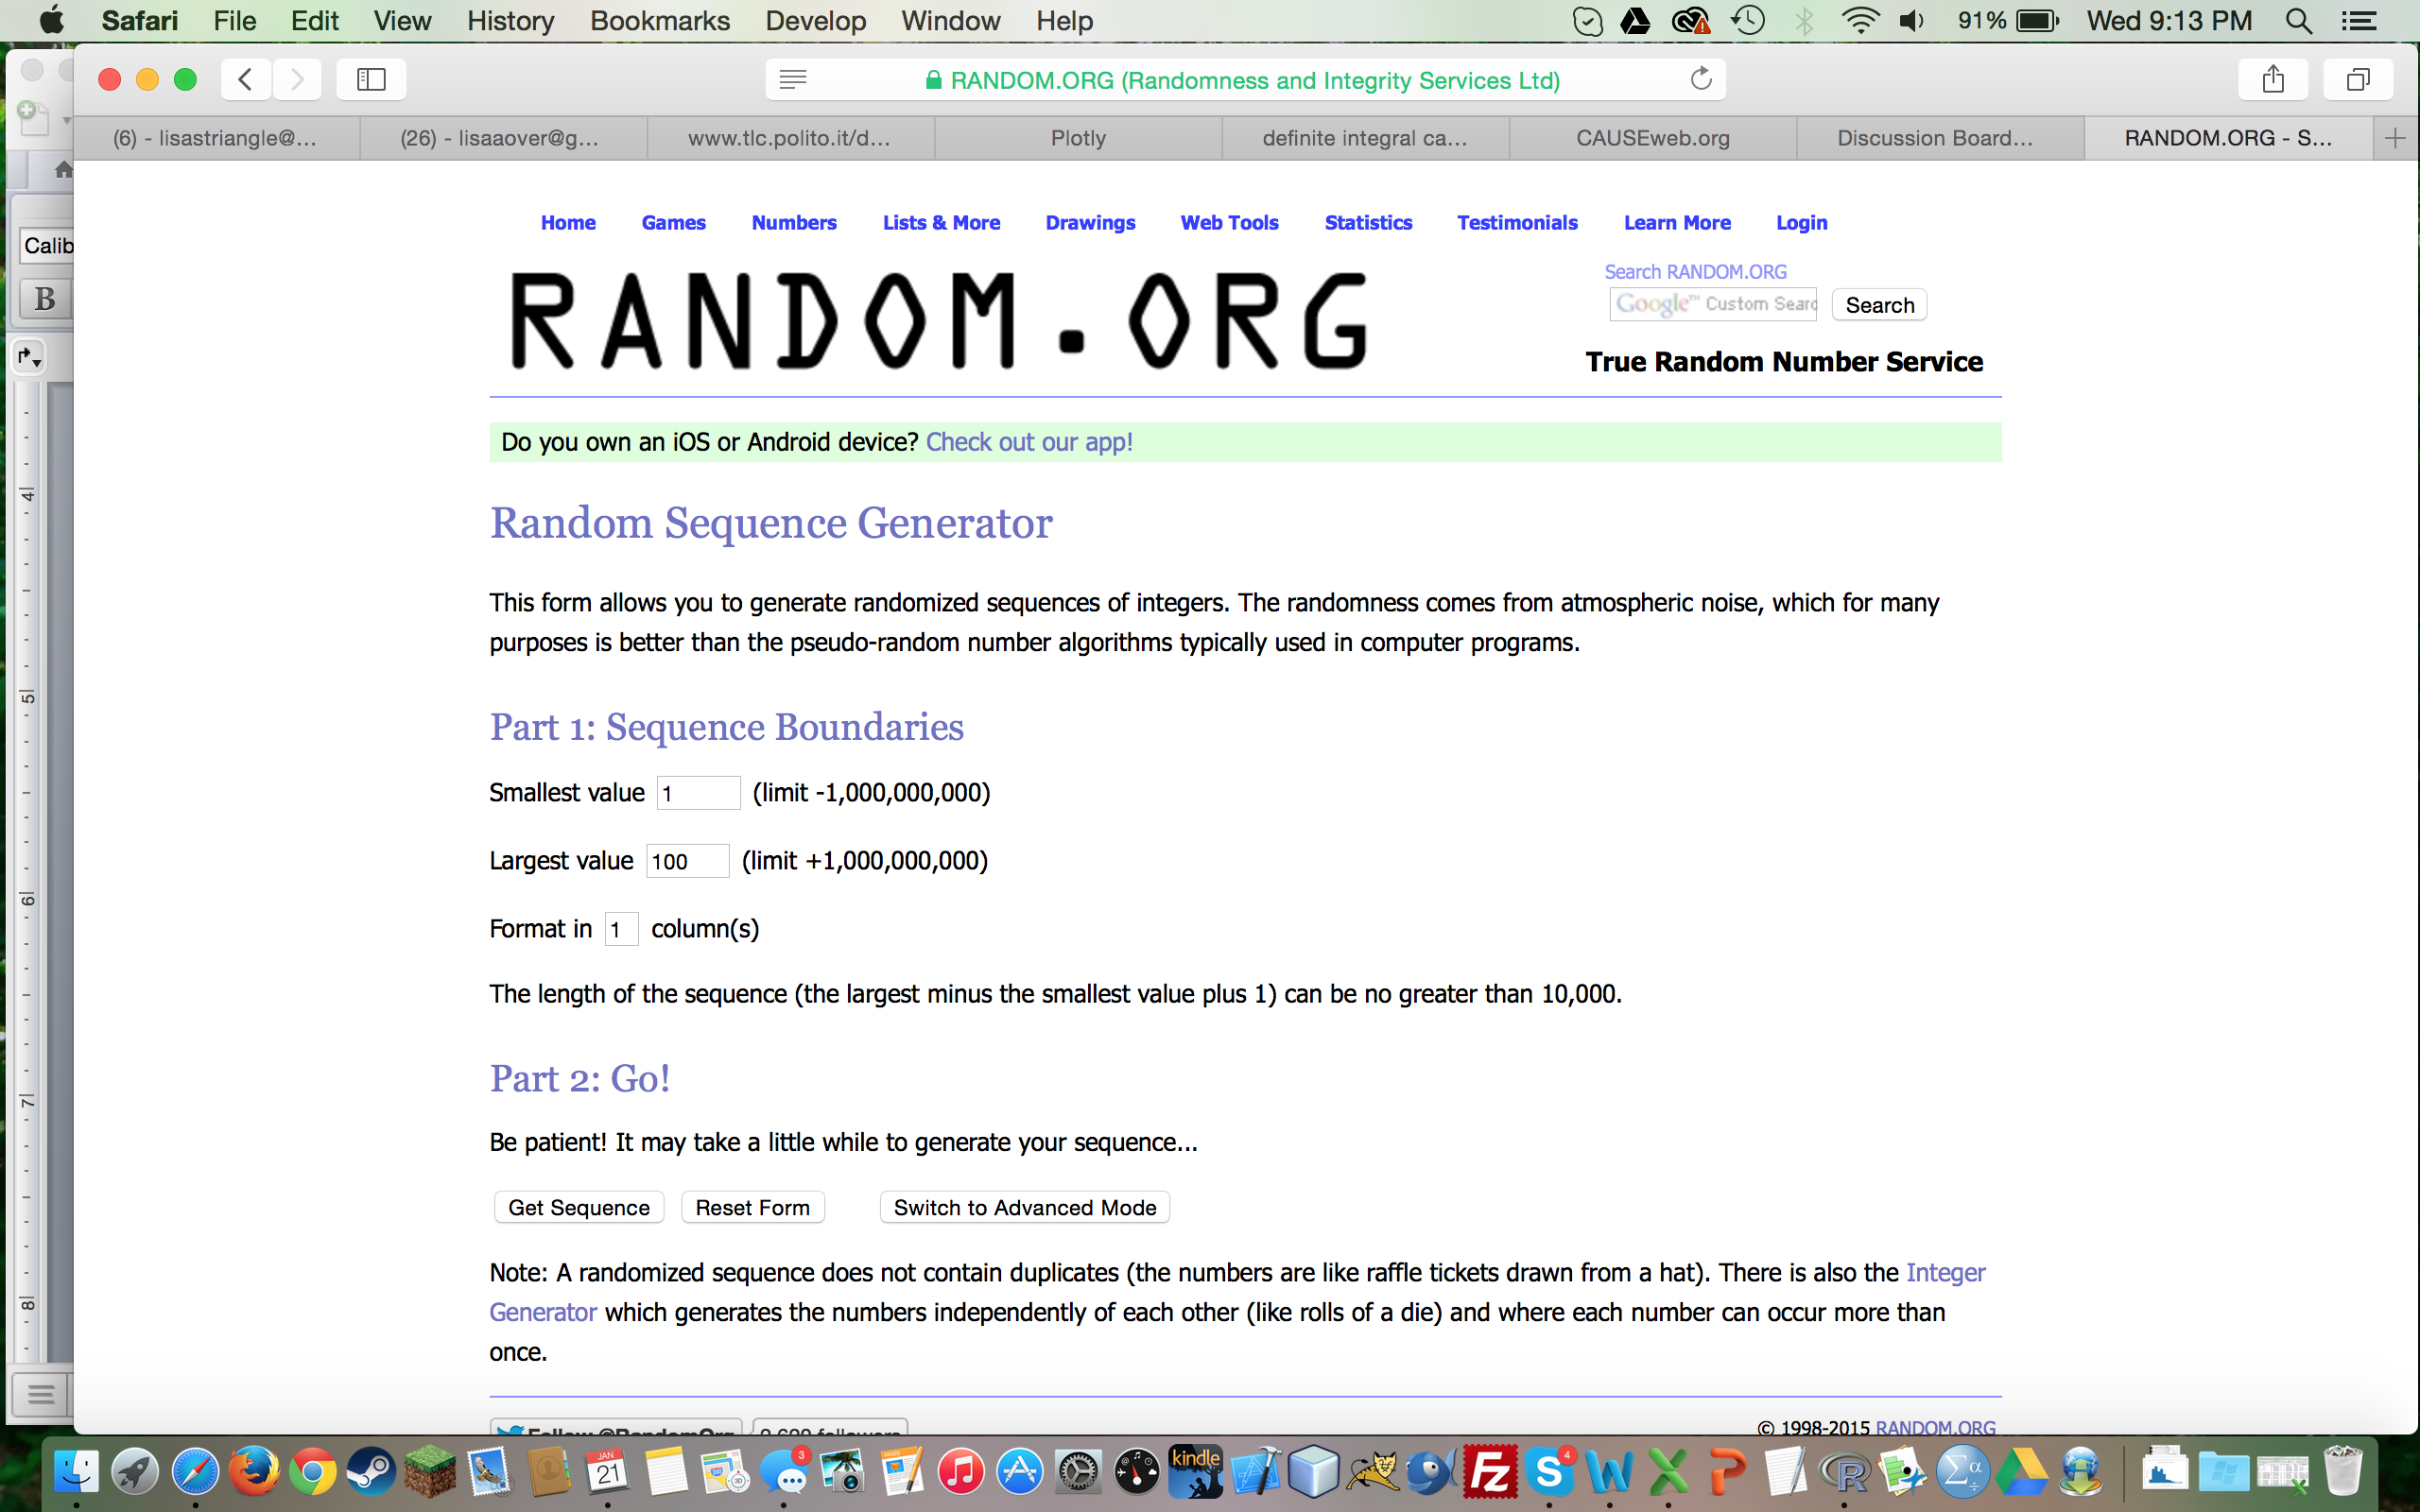 Safari File Edit View History Bookmarks Develop Window Help 91% Wed 9:13 PM
RANDOM.ORG (Randomness and Integrity Services Ltd)
(6) - lisastriangle@... (26) - lisaaover@g... www.tlc.polito.it/d... Plotly definite integral ca... CAUSEweb.org Discussion Board... RANDOM.ORG - S...
Home Games Numbers Lists & More Drawings Web Tools Statistics Testimonials Learn More Login
Calib
B
RANDOM.ORG
Search RANDOM.ORG
Google™ Custom Searc Search
True Random Number Service
Do you own an iOS or Android device? Check out our app!
Random Sequence Generator
This form allows you to generate randomized sequences of integers. The randomness comes from atmospheric noise, which for many
purposes is better than the pseudo-random number algorithms typically used in computer programs.
Part 1: Sequence Boundaries
Smallest value 1 (limit -1,000,000,000)
Largest value 100 (limit +1,000,000,000)
Format in 1 column(s)
The length of the sequence (the largest minus the smallest value plus 1) can be no greater than 10,000.
Part 2: Go!
Be patient! It may take a little while to generate your sequence...
Get Sequence Reset Form Switch to Advanced Mode
Note: A randomized sequence does not contain duplicates (the numbers are like raffle tickets drawn from a hat). There is also the Integer
Generator which generates the numbers independently of each other (like rolls of a die) and where each number can occur more than
once.
Follow @RandomOrg followers
© 1998-2015 RANDOM.ORG
4
5
6
7
8
JAN
21
3
kindle
Fz
S 4
W
X
P
R
Σα